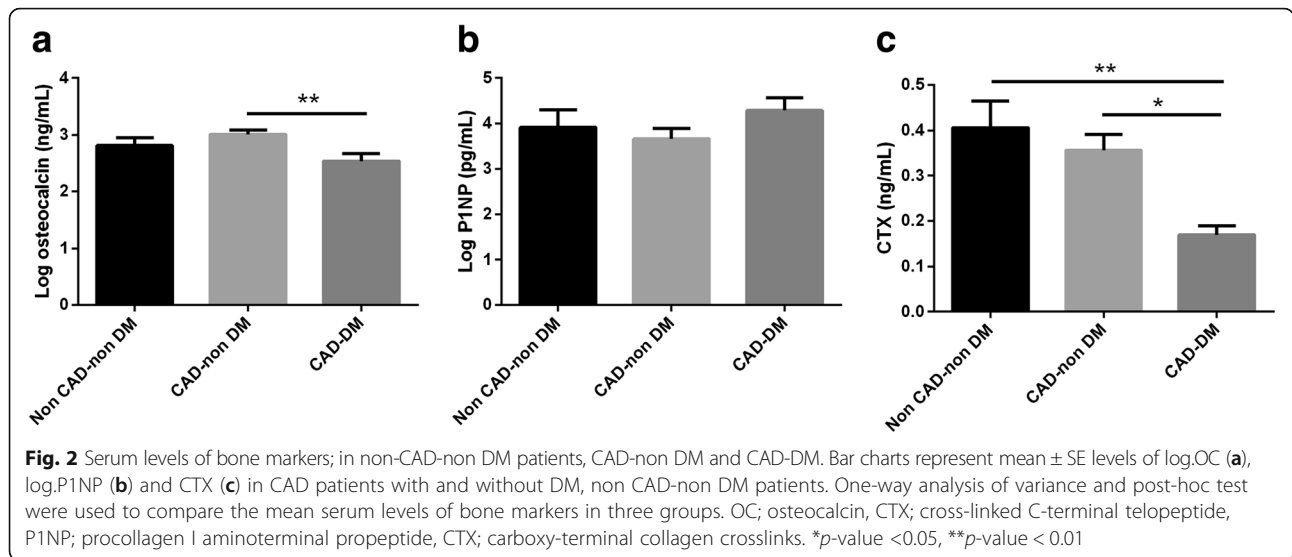 a
b
c
Log osteocalcin (ng/mL)
4
3
2
1
0
**
Non CAD-non DM
CAD-non DM
CAD-DM
Log P1NP (pg/mL)
5
4
3
2
1
0
Non CAD-non DM
CAD-non DM
CAD-DM
CTX (ng/mL)
0.5
0.4
0.3
0.2
0.1
0.0
**
*
Non CAD-non DM
CAD-non DM
CAD-DM
Fig. 2 Serum levels of bone markers; in non-CAD-non DM patients, CAD-non DM and CAD-DM. Bar charts represent mean ± SE levels of log.OC (a),
log.P1NP (b) and CTX (c) in CAD patients with and without DM, non CAD-non DM patients. One-way analysis of variance and post-hoc test
were used to compare the mean serum levels of bone markers in three groups. OC; osteocalcin, CTX; cross-linked C-terminal telopeptide,
P1NP; procollagen I aminoterminal propeptide, CTX; carboxy-terminal collagen crosslinks. *p-value <0.05, **p-value < 0.01